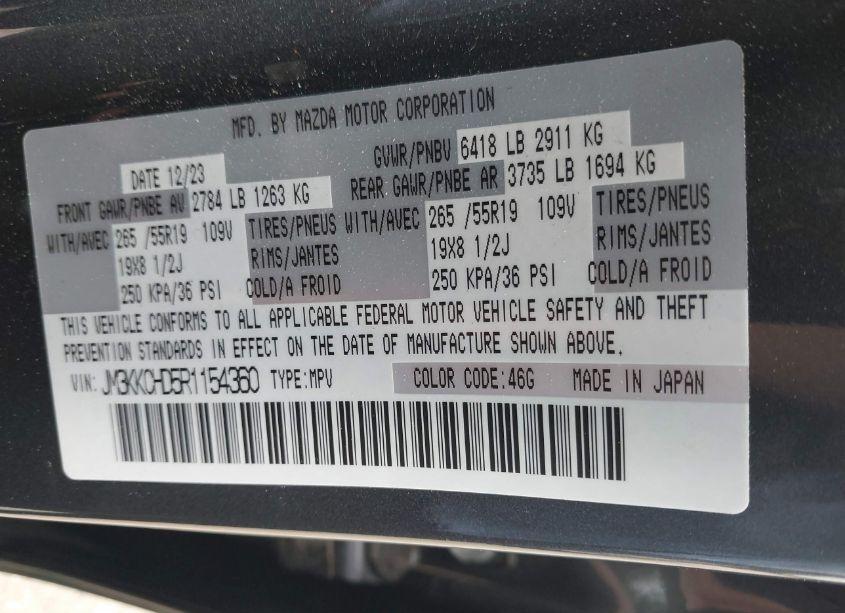 MFD. BY MAZDA MOTOR CORPORATION
DATE 12/23 GVWR/PNBV 6418 LB 2911 KG
FRONT GAWR/PNBE AV 2784 LB 1263 KG REAR GAWR/PNBE AR 3735 LB 1694 KG
WITH/AVEC 265 /55R19 109V TIRES/PNEUS WITH/AVEC 265 /55R19 109V TIRES/PNEUS
19X8 1/2J RIMS/JANTES 19X8 1/2J RIMS/JANTES
250 KPA/36 PSI COLD/A FROID 250 KPA/36 PSI COLD/A FROID
THIS VEHICLE CONFORMS TO ALL APPLICABLE FEDERAL MOTOR VEHICLE SAFETY AND THEFT
PREVENTION STANDARDS IN EFFECT ON THE DATE OF MANUFACTURE SHOWN ABOVE.
VIN: JM3KKCHD5R1154360 TYPE:MPV COLOR CODE:46G MADE IN JAPAN